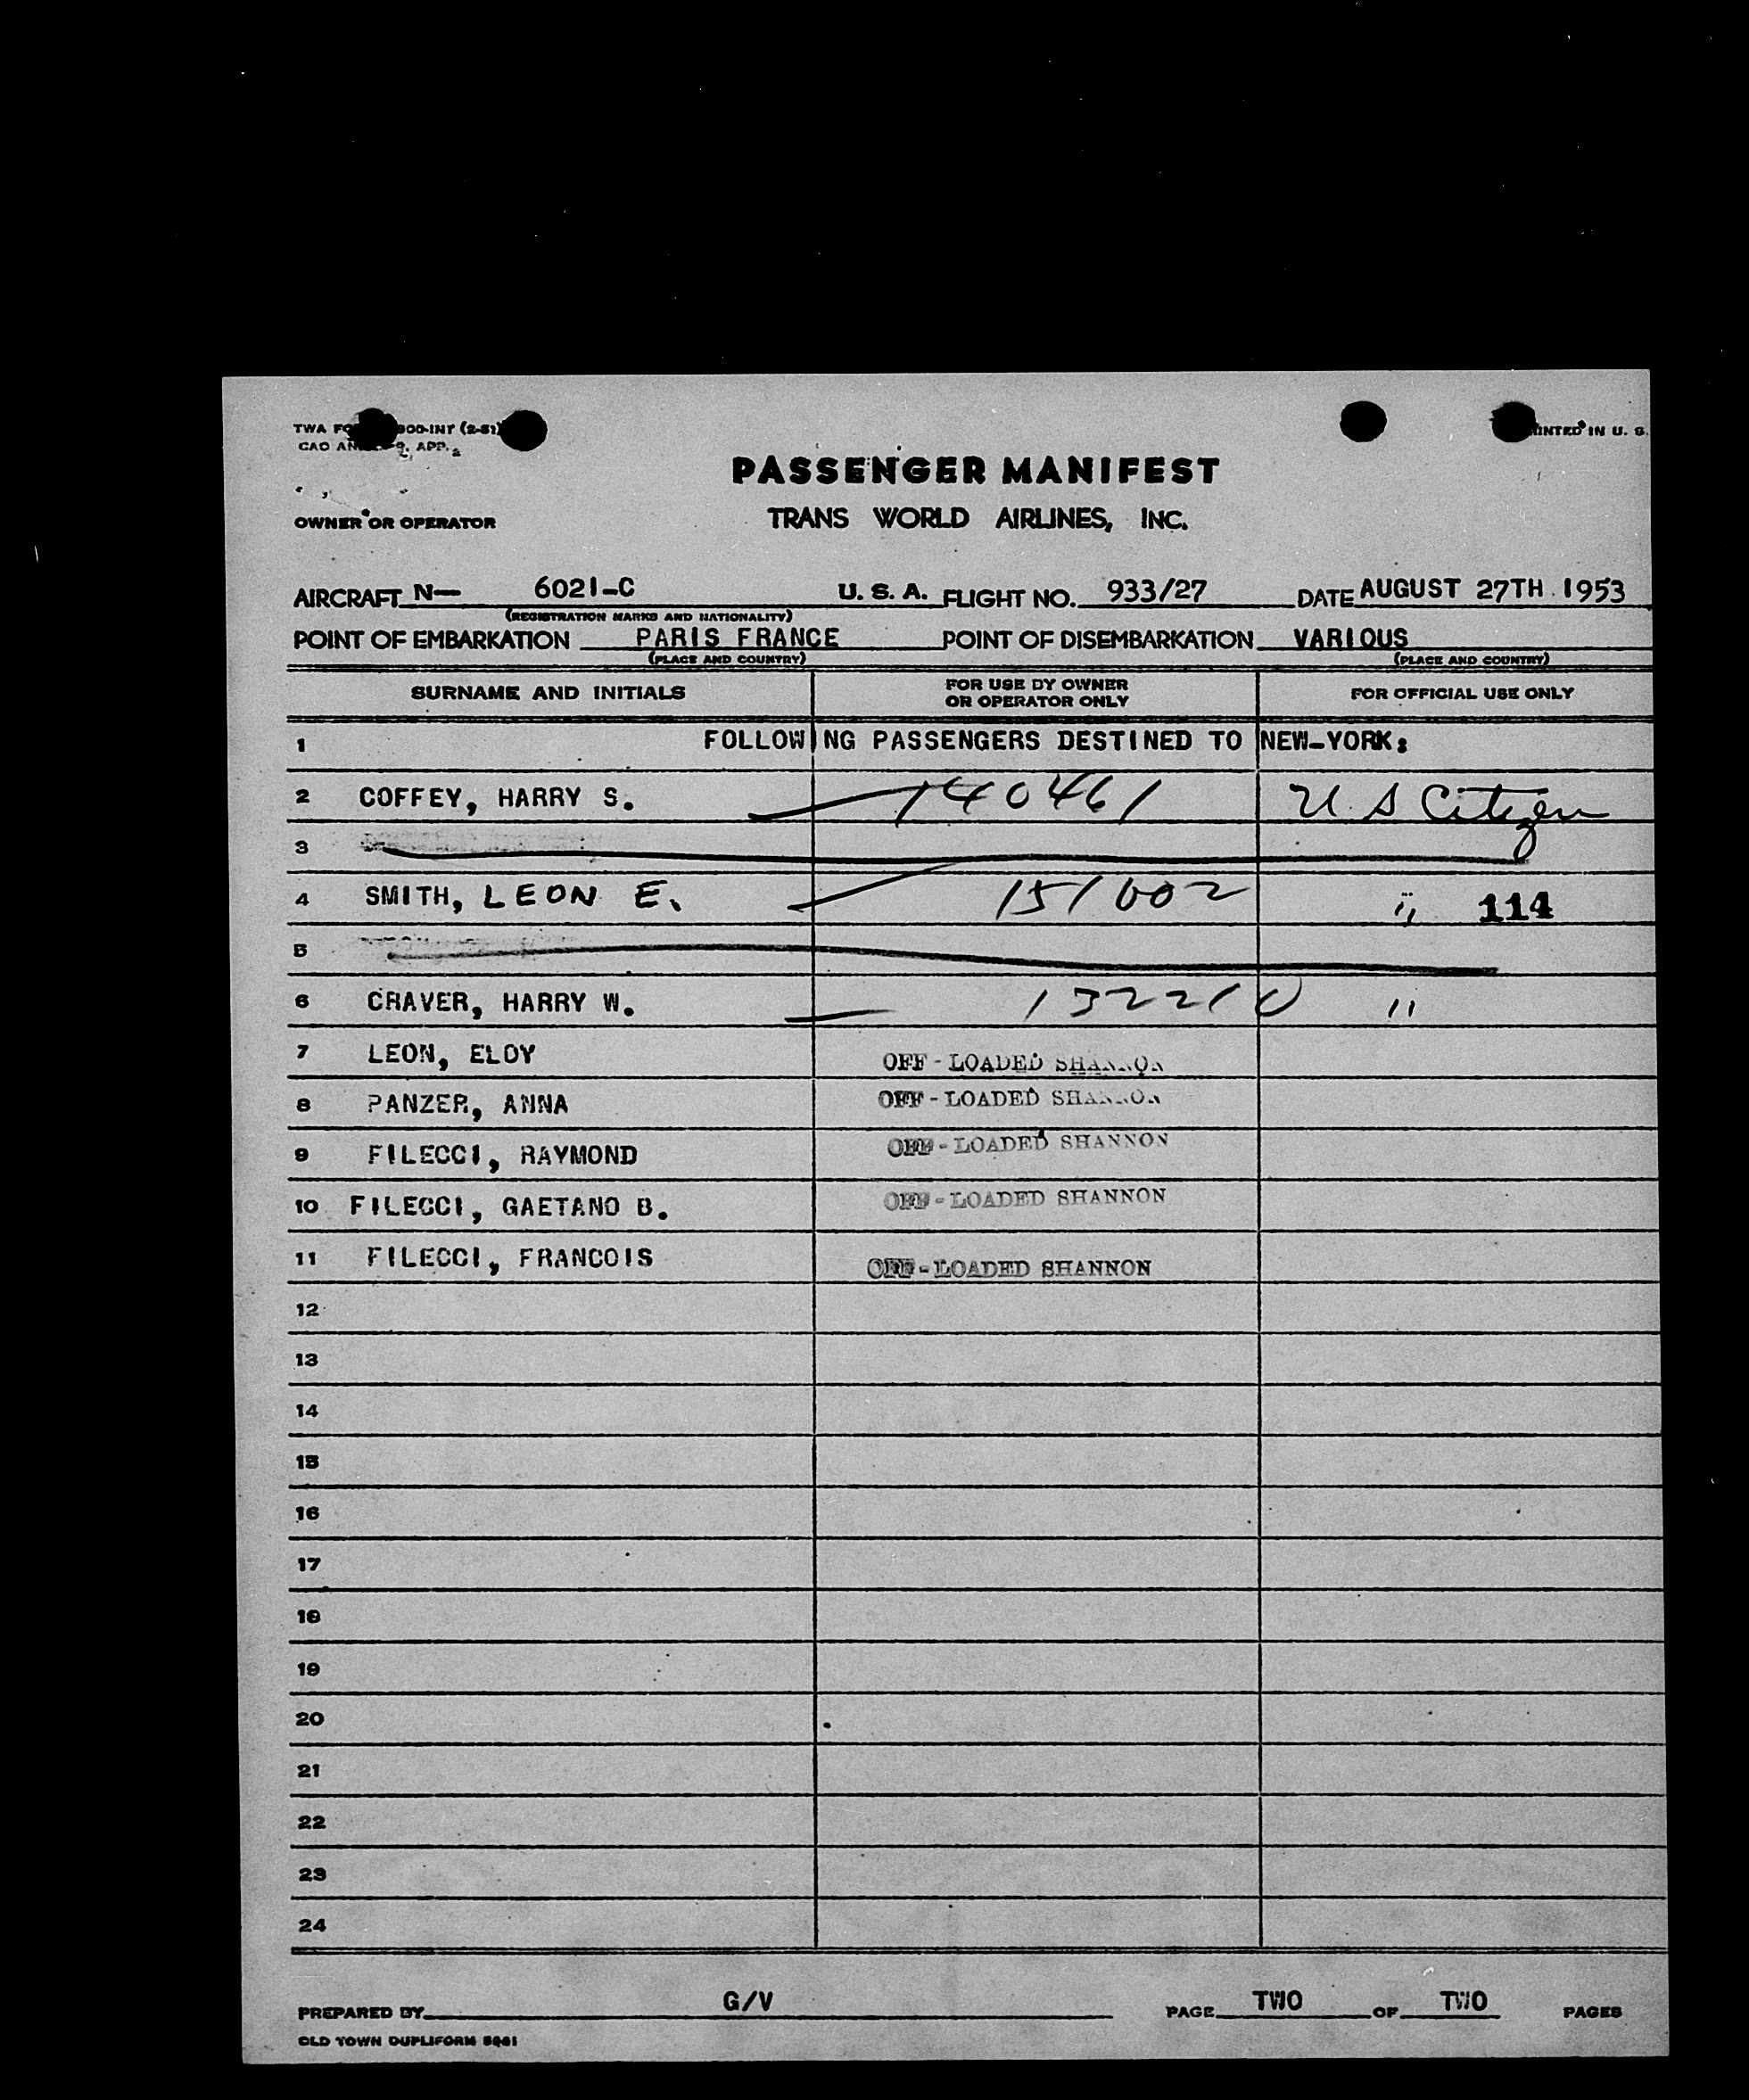 TWA FO 800-INT (2-51)
PRINTED IN U. S.
CAO AN APP.
PASSENGER MANIFEST
OWNER OR OPERATOR TRANS WORLD AIRLINES, INC.
AIRCRAFT N— 6021-C U. S. A. FLIGHT NO. 933/27 DATE AUGUST 27TH 1953
(REGISTRATION MARKS AND NATIONALITY)
POINT OF EMBARKATION PARIS FRANCE POINT OF DISEMBARKATION VARIOUS
(PLACE AND COUNTRY) (PLACE AND COUNTRY)
SURNAME AND INITIALS FOR USE BY OWNER OR OPERATOR ONLY FOR OFFICIAL USE ONLY
1 FOLLOWING PASSENGERS DESTINED TO NEW-YORK:
2 COFFEY, HARRY S. 140461 U.S Citizen
3
4 SMITH, LEON E. 151002 " 114
5
6 CRAVER, HARRY W. 132210 "
7 LEON, ELOY OFF - LOADED SHANNON
8 PANZER, ANNA OFF - LOADED SHANNON
9 FILECCI, RAYMOND OFF - LOADED SHANNON
10 FILECCI, GAETANO B. OFF - LOADED SHANNON
11 FILECCI, FRANCOIS OFF - LOADED SHANNON
12
13
14
15
16
17
18
19
20
21
22
23
24
PREPARED BY G/V PAGE TWO OF TWO PAGES
OLD TOWN DUPLIFORM